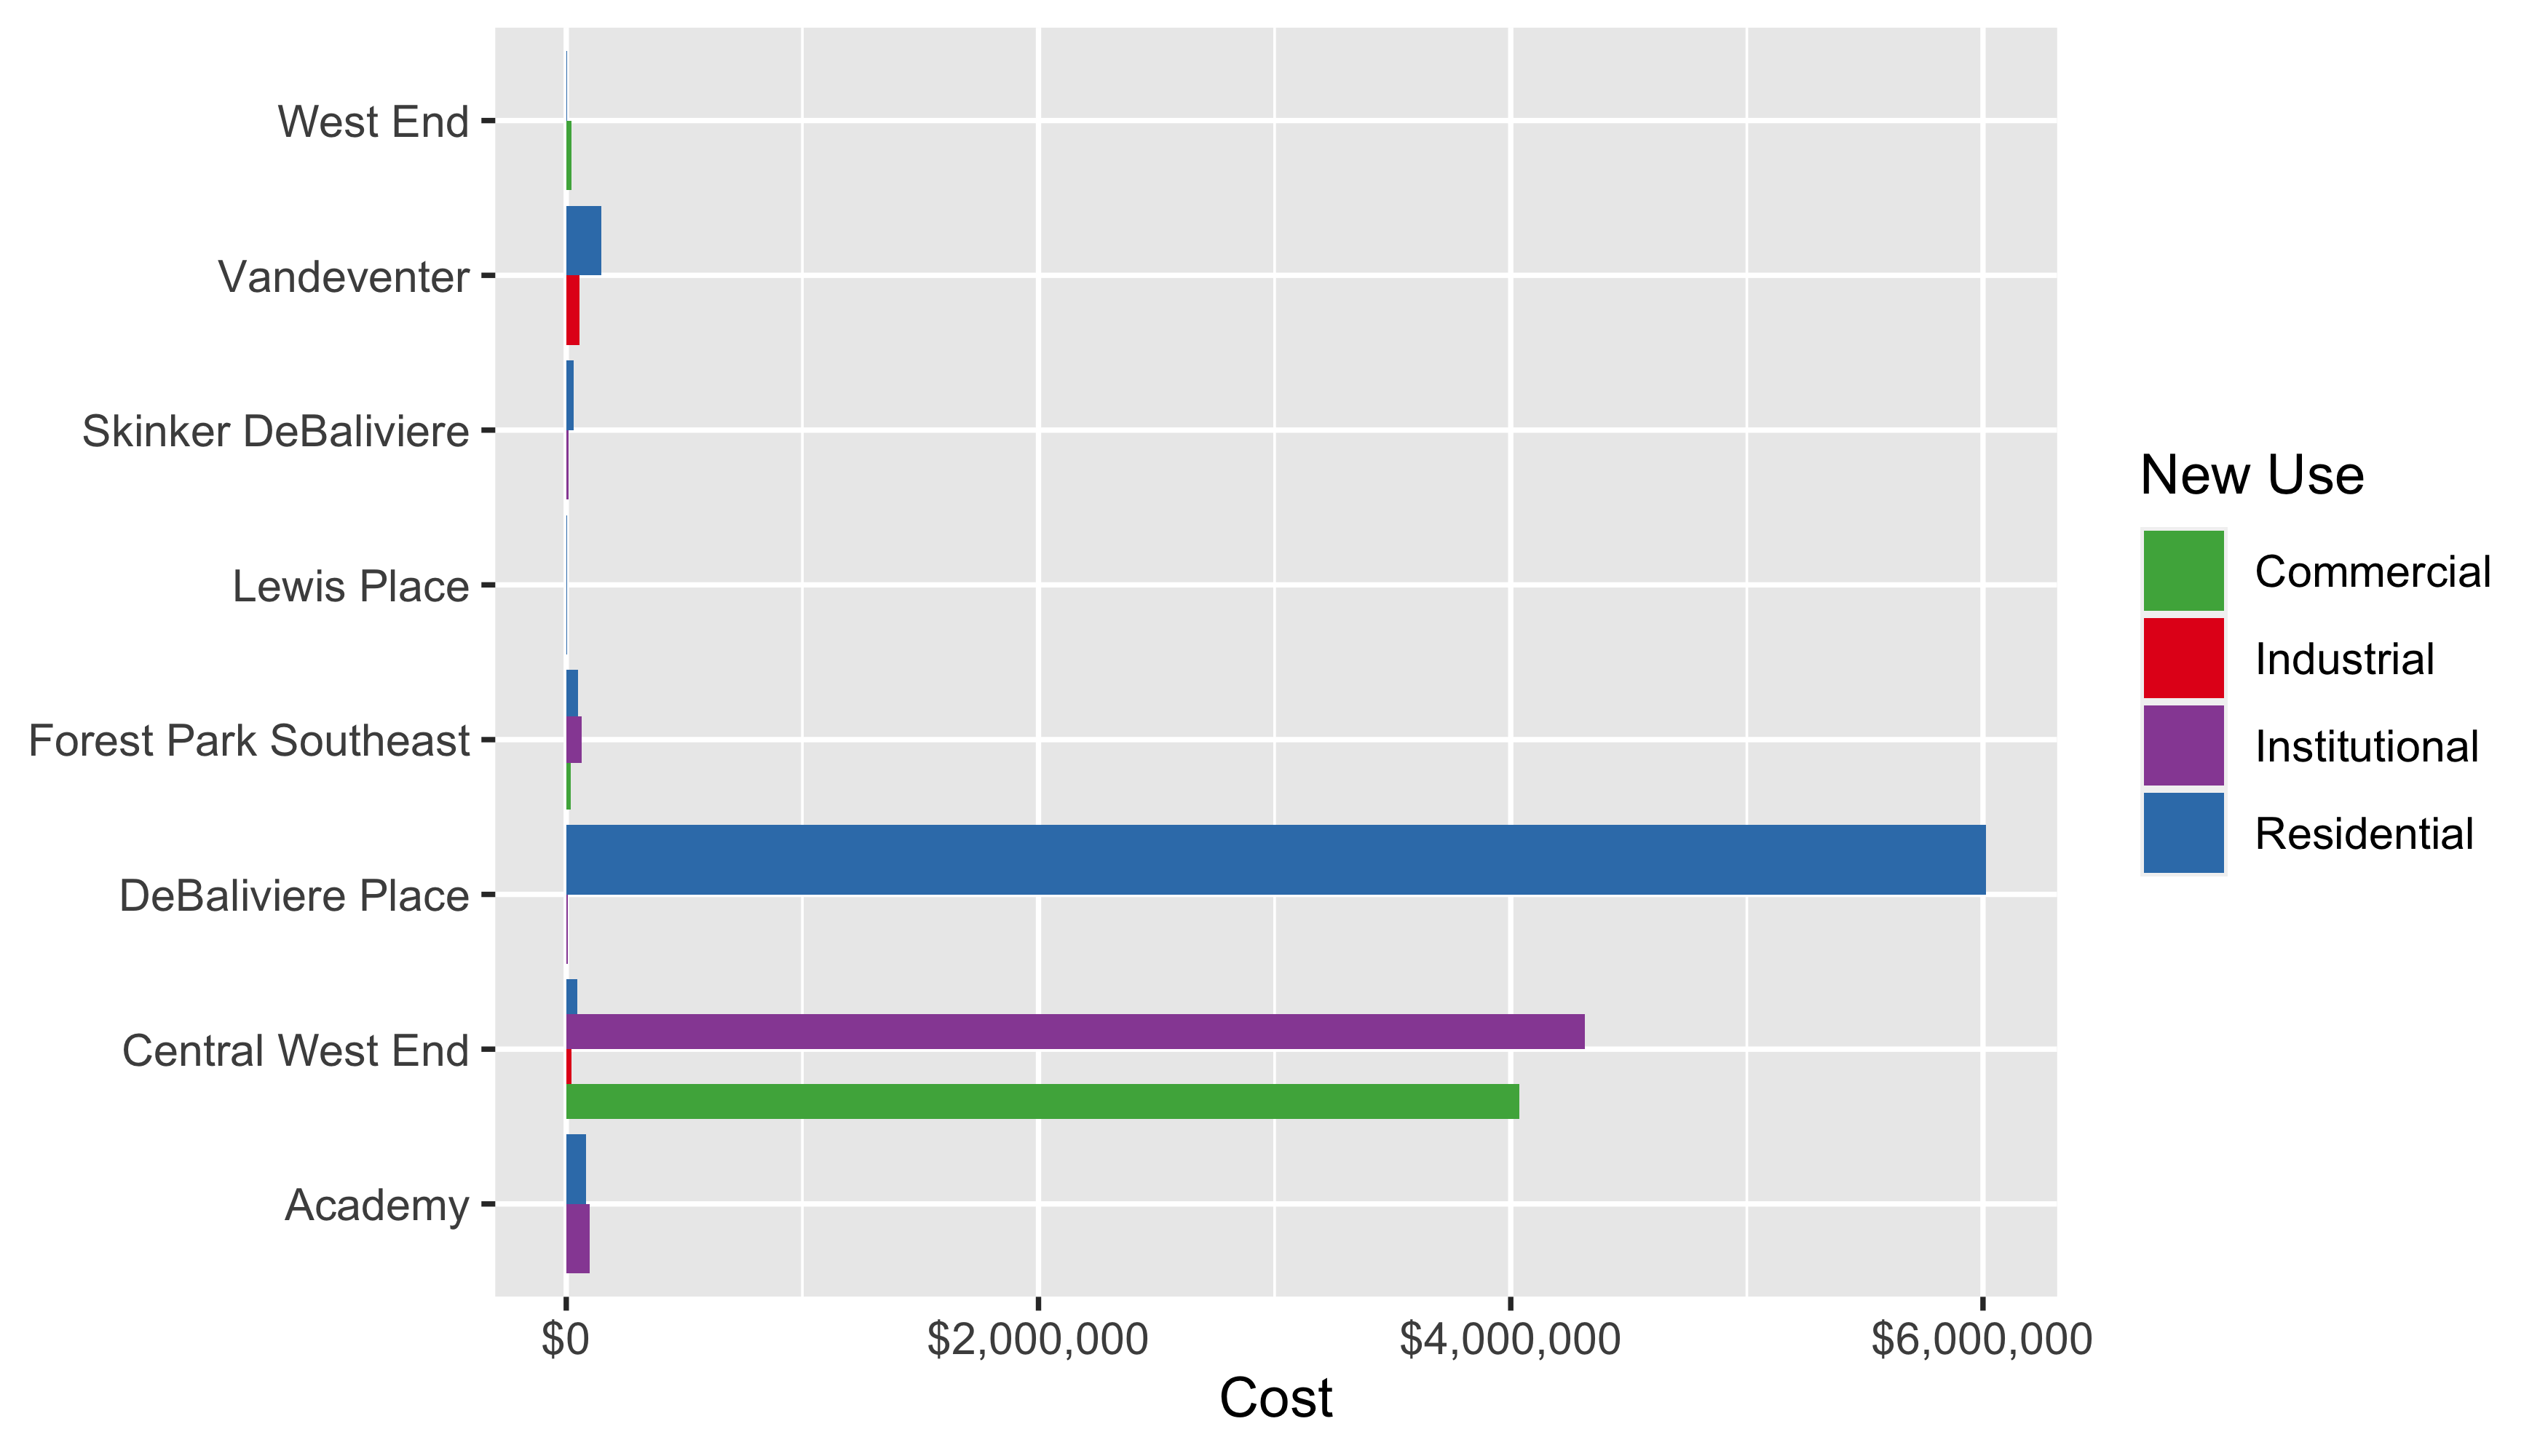 West End
Vandeventer
Skinker DeBaliviere
Lewis Place
Forest Park Southeast
DeBaliviere Place
Central West End
Academy
$0
$2,000,000
$4,000,000
$6,000,000
Cost
New Use
Commercial
Industrial
Institutional
Residential